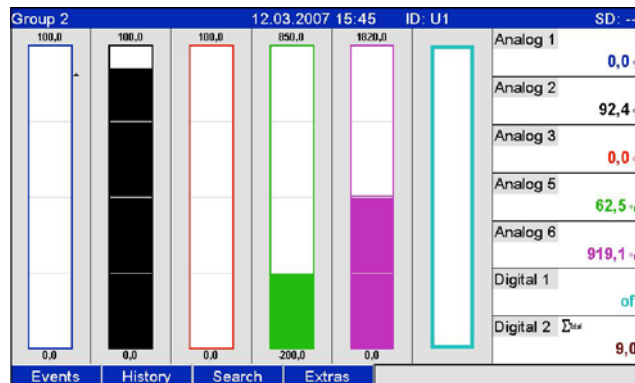 Group 2 12.03.2007 15:45 ID: U1 SD: --
100,0 100,0 100,0 850,0 1820,0
Analog 1
0,0
Analog 2
92,4
Analog 3
0,0
Analog 5
62,5
Analog 6
919,1
Digital 1
of
Digital 2
9,0
0,0 0,0 0,0 -200,0 0,0
Events History Search Extras